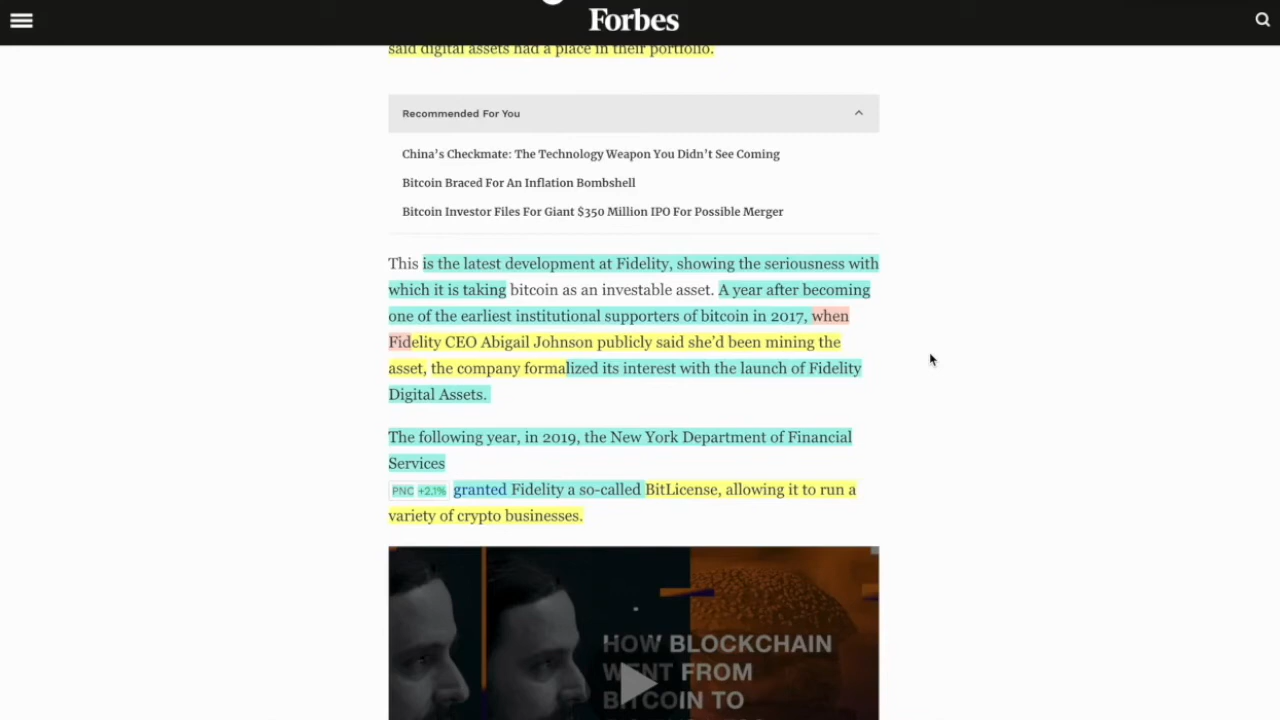 Forbes
said digital assets had a place in their portfolio.
Recommended For You
China’s Checkmate: The Technology Weapon You Didn’t See Coming
Bitcoin Braced For An Inflation Bombshell
Bitcoin Investor Files For Giant $350 Million IPO For Possible Merger
This is the latest development at Fidelity, showing the seriousness with
which it is taking bitcoin as an investable asset. A year after becoming
one of the earliest institutional supporters of bitcoin in 2017, when
Fidelity CEO Abigail Johnson publicly said she’d been mining the
asset, the company formalized its interest with the launch of Fidelity
Digital Assets.
The following year, in 2019, the New York Department of Financial
Services
PNC +2.1% granted Fidelity a so-called BitLicense, allowing it to run a
variety of crypto businesses.
HOW BLOCKCHAIN
WENT FROM
BITCOIN TO